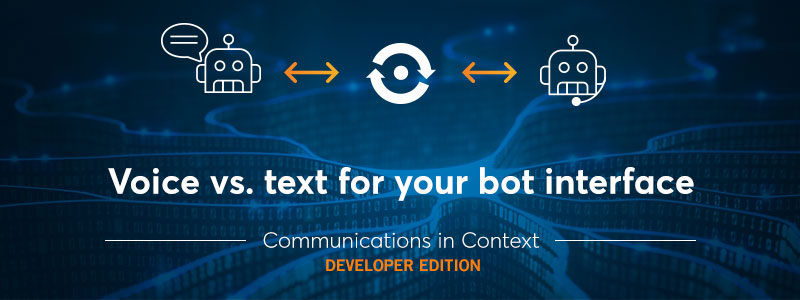 Voice vs. text for your bot interface
Communications in Context
DEVELOPER EDITION